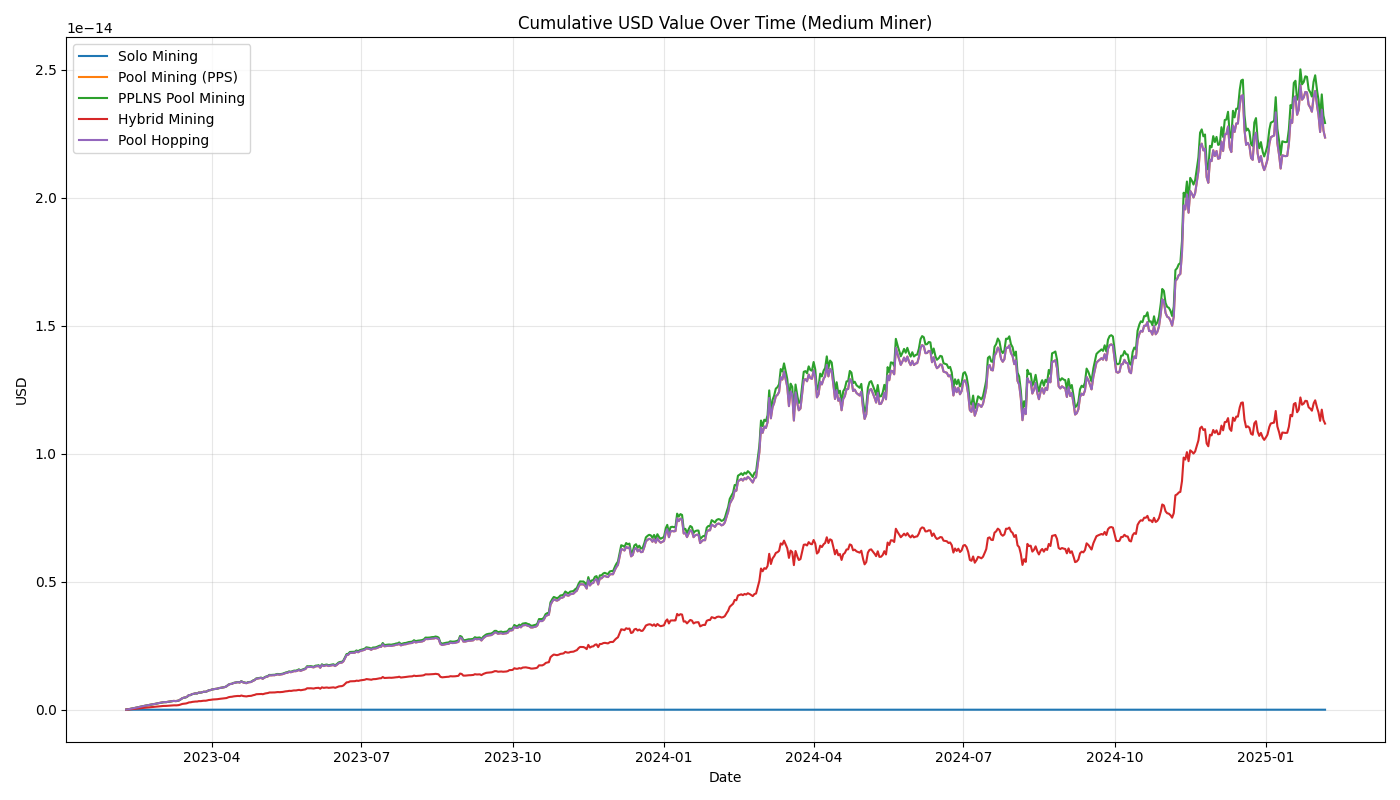 Cumulative USD Value Over Time (Medium Miner)
1e−14
Solo Mining
Pool Mining (PPS)
PPLNS Pool Mining
Hybrid Mining
Pool Hopping
2.5
2.0
1.5
1.0
0.5
0.0
USD
2023-04 2023-07 2023-10 2024-01 2024-04 2024-07 2024-10 2025-01
Date